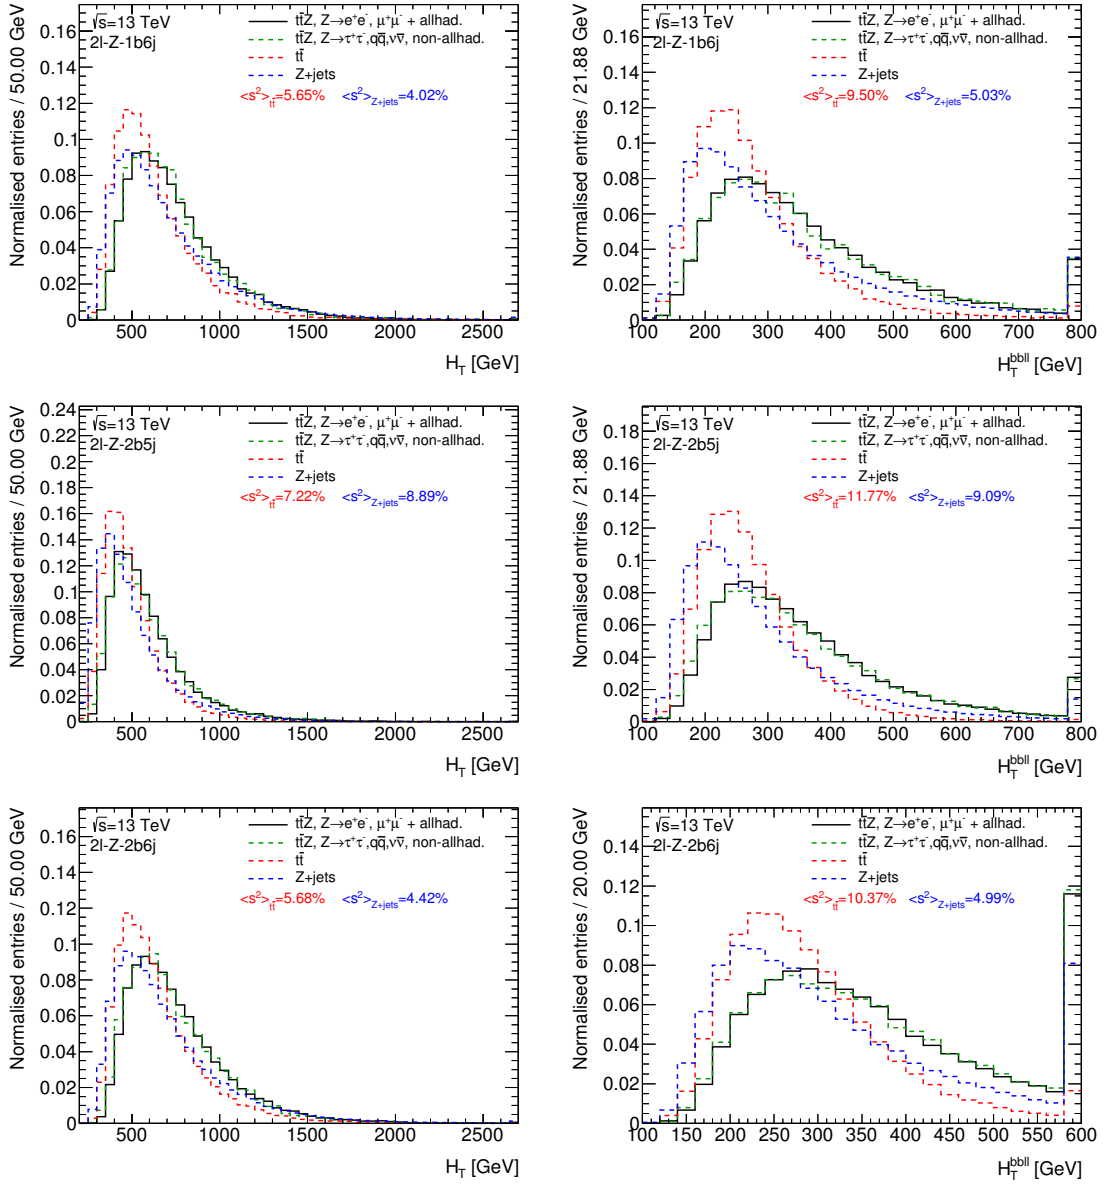 √s=13 TeV
2l-Z-1b6j
tt̄Z, Z→e⁺e⁻, μ⁺μ⁻ + allhad.
tt̄Z, Z→τ⁺τ⁻,qq̄,νν̄, non-allhad.
tt̄
Z+jets
<s²>tt̄=5.65% <s²>Z+jets=4.02%
Normalised entries / 50.00 GeV
0.16
0.14
0.12
0.1
0.08
0.06
0.04
0.02
0
500 1000 1500 2000 2500
H_T [GeV]
√s=13 TeV
2l-Z-1b6j
tt̄Z, Z→e⁺e⁻, μ⁺μ⁻ + allhad.
tt̄Z, Z→τ⁺τ⁻,qq̄,νν̄, non-allhad.
tt̄
Z+jets
<s²>tt̄=9.50% <s²>Z+jets=5.03%
Normalised entries / 21.88 GeV
0.16
0.14
0.12
0.1
0.08
0.06
0.04
0.02
0
100 200 300 400 500 600 700 800
H_T^bbll [GeV]
√s=13 TeV
2l-Z-2b5j
tt̄Z, Z→e⁺e⁻, μ⁺μ⁻ + allhad.
tt̄Z, Z→τ⁺τ⁻,qq̄,νν̄, non-allhad.
tt̄
Z+jets
<s²>tt̄=7.22% <s²>Z+jets=8.89%
Normalised entries / 50.00 GeV
0.24
0.22
0.2
0.18
0.16
0.14
0.12
0.1
0.08
0.06
0.04
0.02
0
500 1000 1500 2000 2500
H_T [GeV]
√s=13 TeV
2l-Z-2b5j
tt̄Z, Z→e⁺e⁻, μ⁺μ⁻ + allhad.
tt̄Z, Z→τ⁺τ⁻,qq̄,νν̄, non-allhad.
tt̄
Z+jets
<s²>tt̄=11.77% <s²>Z+jets=9.09%
Normalised entries / 21.88 GeV
0.18
0.16
0.14
0.12
0.1
0.08
0.06
0.04
0.02
0
100 200 300 400 500 600 700 800
H_T^bbll [GeV]
√s=13 TeV
2l-Z-2b6j
tt̄Z, Z→e⁺e⁻, μ⁺μ⁻ + allhad.
tt̄Z, Z→τ⁺τ⁻,qq̄,νν̄, non-allhad.
tt̄
Z+jets
<s²>tt̄=5.68% <s²>Z+jets=4.42%
Normalised entries / 50.00 GeV
0.16
0.14
0.12
0.1
0.08
0.06
0.04
0.02
0
500 1000 1500 2000 2500
H_T [GeV]
√s=13 TeV
2l-Z-2b6j
tt̄Z, Z→e⁺e⁻, μ⁺μ⁻ + allhad.
tt̄Z, Z→τ⁺τ⁻,qq̄,νν̄, non-allhad.
tt̄
Z+jets
<s²>tt̄=10.37% <s²>Z+jets=4.99%
Normalised entries / 20.00 GeV
0.14
0.12
0.1
0.08
0.06
0.04
0.02
0
100 150 200 250 300 350 400 450 500 550 600
H_T^bbll [GeV]